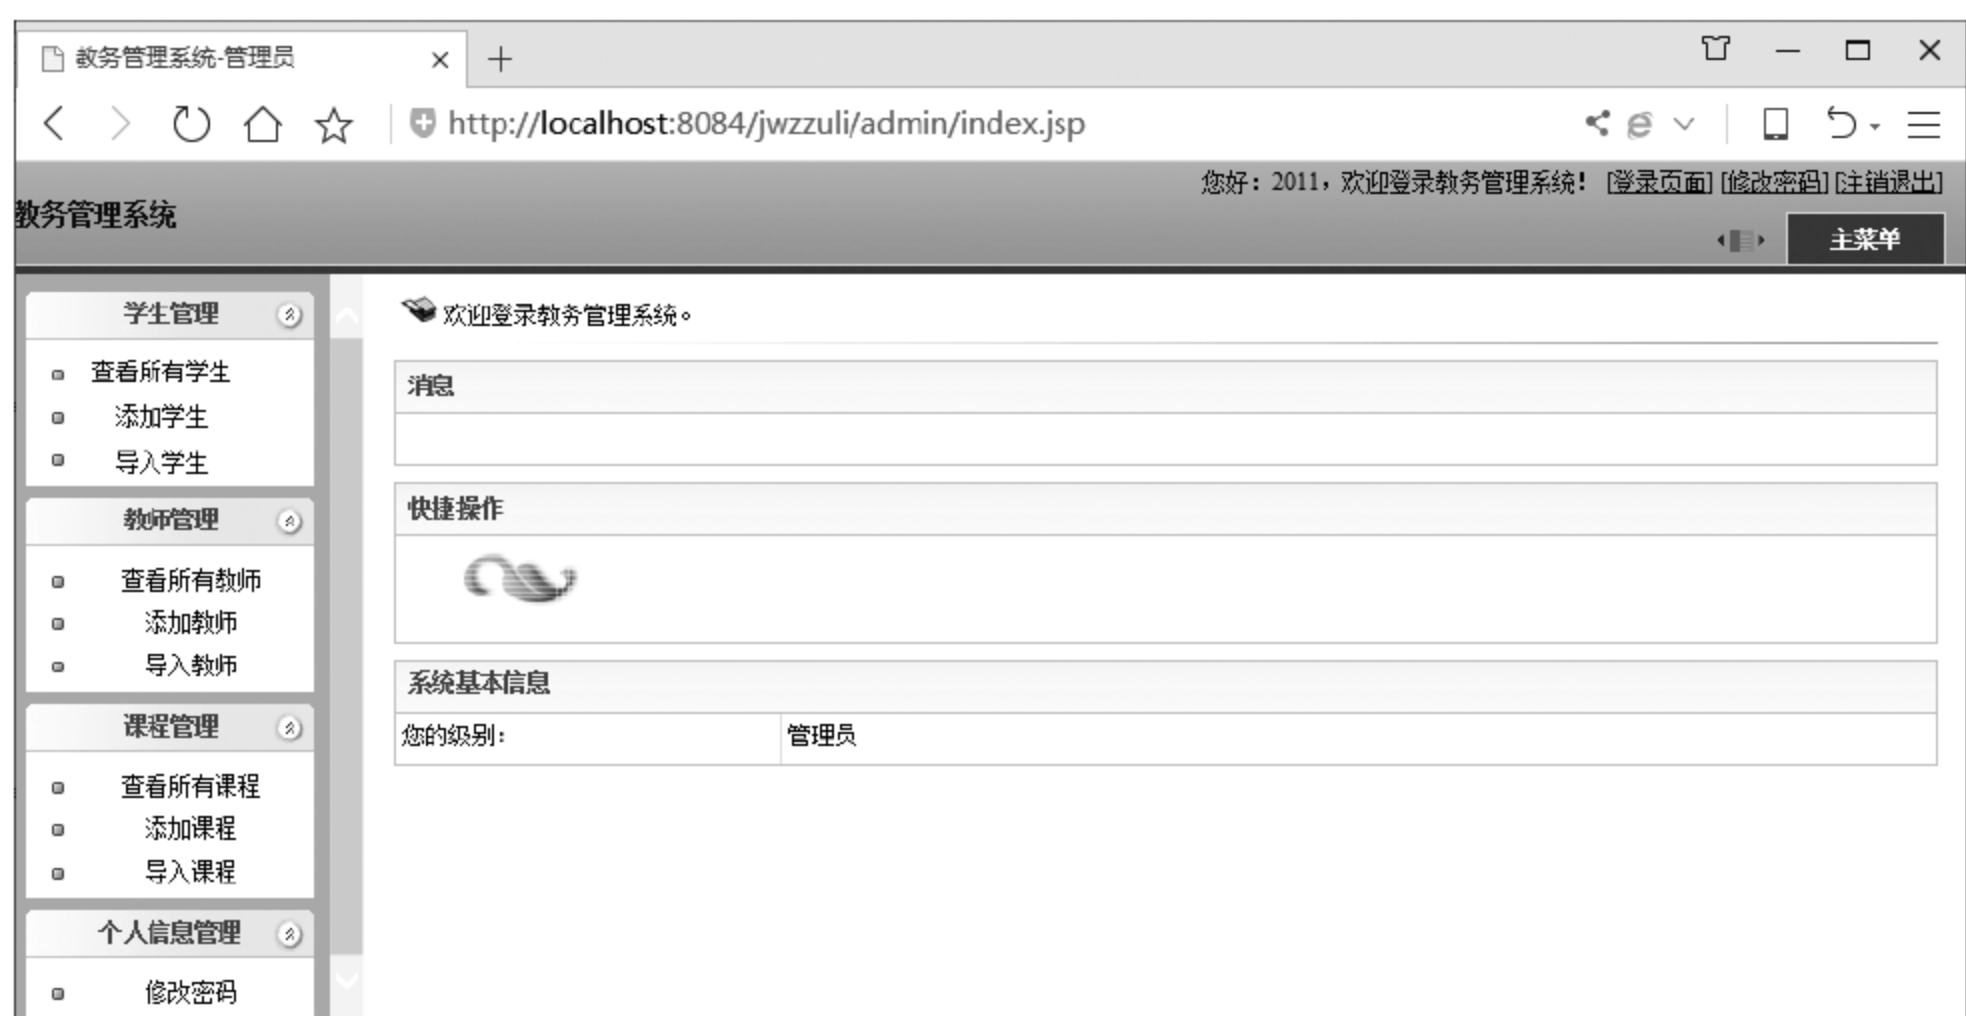 教务管理系统-管理员
http://localhost:8084/jwzzuli/admin/index.jsp
您好：2011，欢迎登录教务管理系统！ [登录页面] [修改密码] [注销退出]
教务管理系统
主菜单
学生管理
查看所有学生
添加学生
导入学生
教师管理
查看所有教师
添加教师
导入教师
课程管理
查看所有课程
添加课程
导入课程
个人信息管理
修改密码
欢迎登录教务管理系统。
消息
快捷操作
系统基本信息
您的级别： 管理员